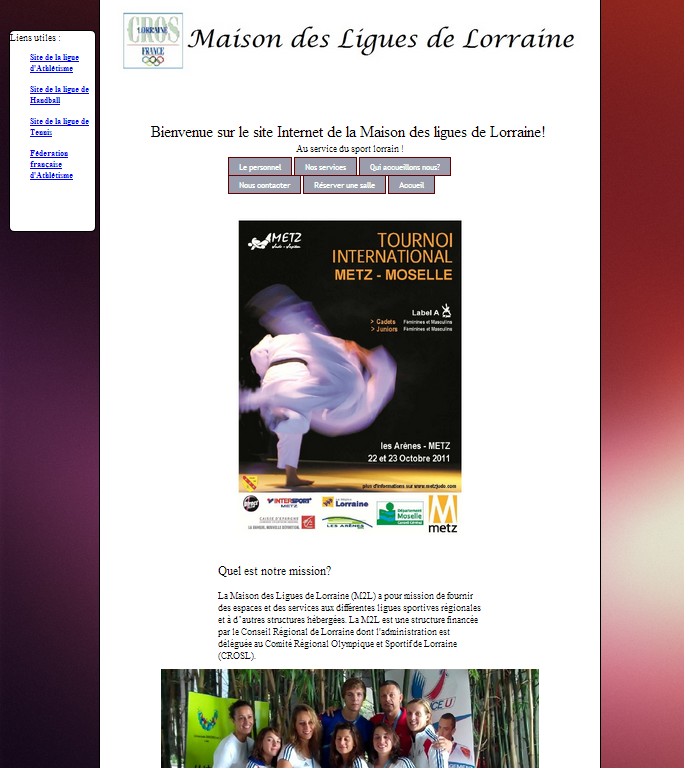 LORRAINE
CROS
FRANCE
Maison des Ligues de Lorraine
Liens utiles :
Site de la ligue
d'Athlétisme
Site de la ligue de
Handball
Site de la ligue de
Tennis
Féderation
francaise
d'Athlétisme
Bienvenue sur le site Internet de la Maison des ligues de Lorraine!
Au service du sport lorrain !
Le personnel
Nos services
Qui accueillons nous?
Nous contacter
Réserver une salle
Accueil
METZ
TOURNOI
INTERNATIONAL
METZ - MOSELLE
Label A
> Cadets Féminines et Masculins
> Juniors Féminines et Masculins
les Arènes - METZ
22 et 23 Octobre 2011
plus d'informations sur www.metzjudo.com
INTERSPORT
METZ
Lorraine
CAISSE D'EPARGNE
LES ARENES
Département
Moselle
Conseil Général
metz
Quel est notre mission?
La Maison des Ligues de Lorraine (M2L) a pour mission de fournir
des espaces et des services aux différentes ligues sportives régionales
et à d’autres structures hébergées. La M2L est une structure financée
par le Conseil Régional de Lorraine dont l'administration est
déléguée au Comité Régional Olympique et Sportif de Lorraine
(CROSL).